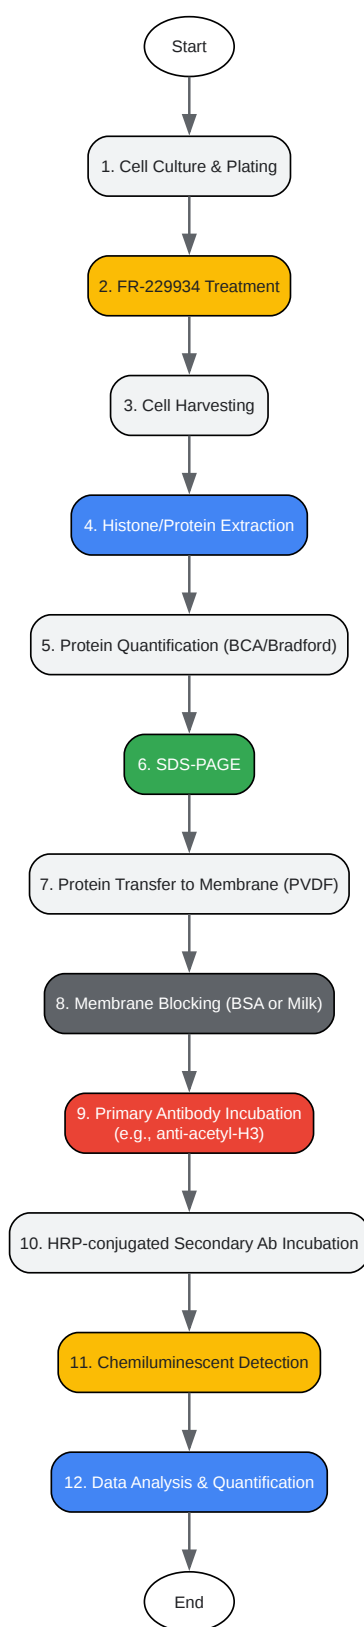 Start
1. Cell Culture & Plating
2. FR-229934 Treatment
3. Cell Harvesting
4. Histone/Protein Extraction
5. Protein Quantification (BCA/Bradford)
6. SDS-PAGE
7. Protein Transfer to Membrane (PVDF)
8. Membrane Blocking (BSA or Milk)
9. Primary Antibody Incubation
(e.g., anti-acetyl-H3)
10. HRP-conjugated Secondary Ab Incubation
11. Chemiluminescent Detection
12. Data Analysis & Quantification
End